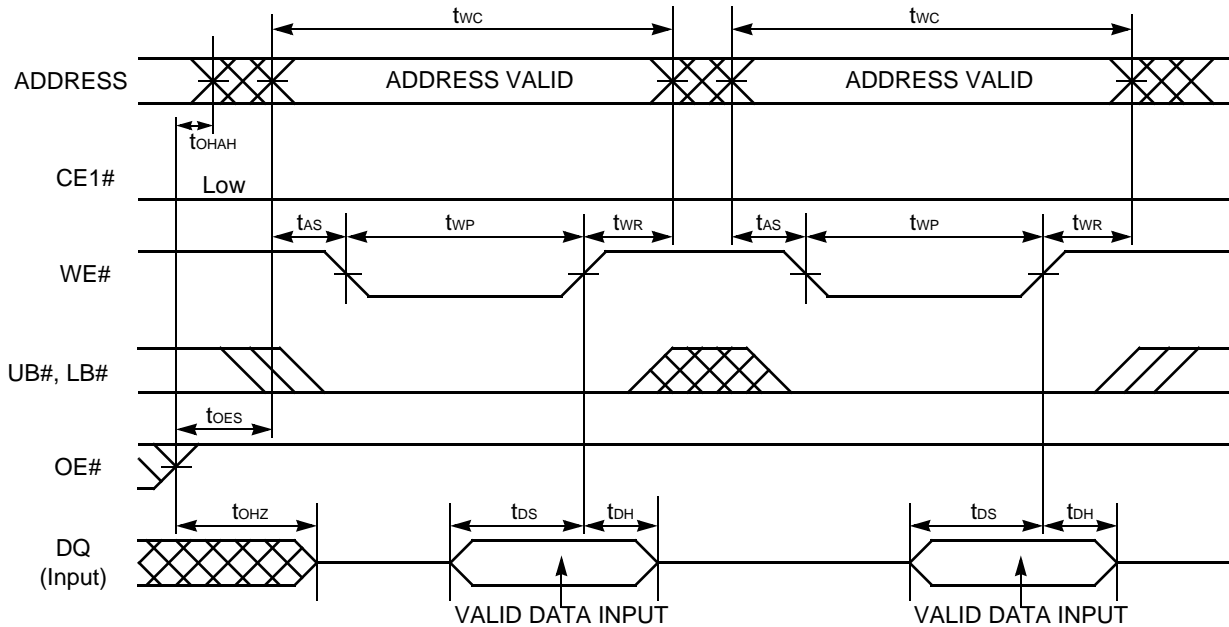 tWC tWC
ADDRESS ADDRESS VALID ADDRESS VALID
tOHAH
CE1# Low
tAS tWP tWR tAS tWP tWR
WE#
UB#, LB#
tOES
OE#
tOHZ tDS tDH tDS tDH
DQ
(Input)
VALID DATA INPUT VALID DATA INPUT